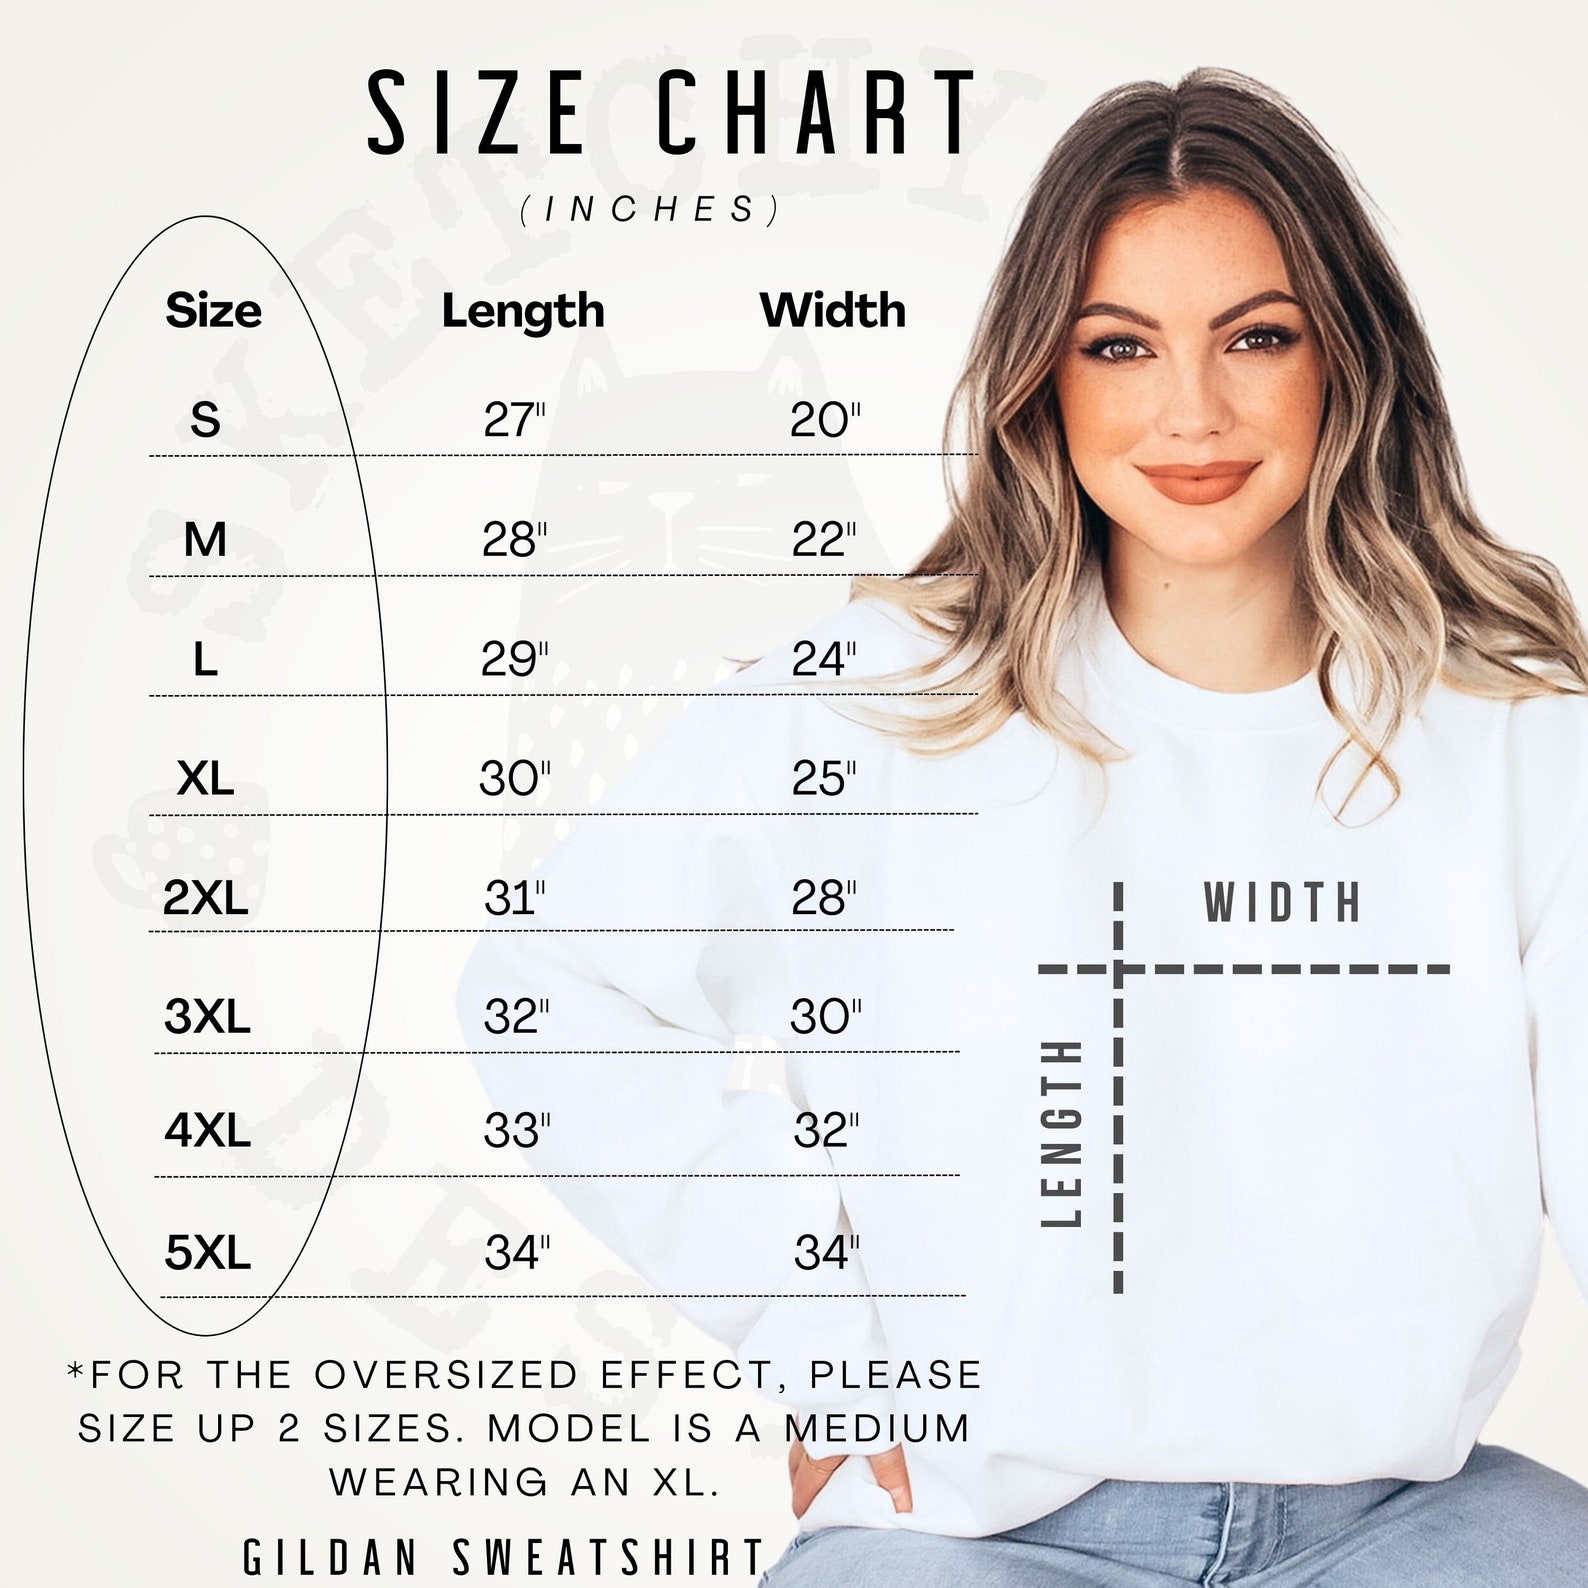 SIZE CHART
(INCHES)
Size Length Width
S 27" 20"
M 28" 22"
L 29" 24"
XL 30" 25"
2XL 31" 28"
3XL 32" 30"
4XL 33" 32"
5XL 34" 34"
WIDTH
LENGTH
*FOR THE OVERSIZED EFFECT, PLEASE
SIZE UP 2 SIZES. MODEL IS A MEDIUM
WEARING AN XL.
GILDAN SWEATSHIRT
SKETCHY